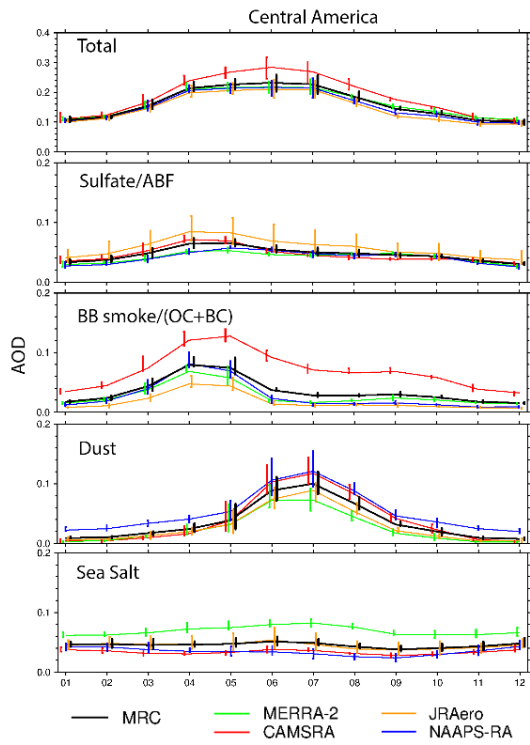 Central America
Total
0.4
0.3
0.2
0.1
0.0
Sulfate/ABF
0.2
0.1
0.0
BB smoke/(OC+BC)
0.2
0.1
0.0
AOD
Dust
0.2
0.1
0.0
Sea Salt
0.2
0.1
0.0
01 02 03 04 05 06 07 08 09 10 11 12
MRC MERRA-2 JRAero
CAMSRA NAAPS-RA